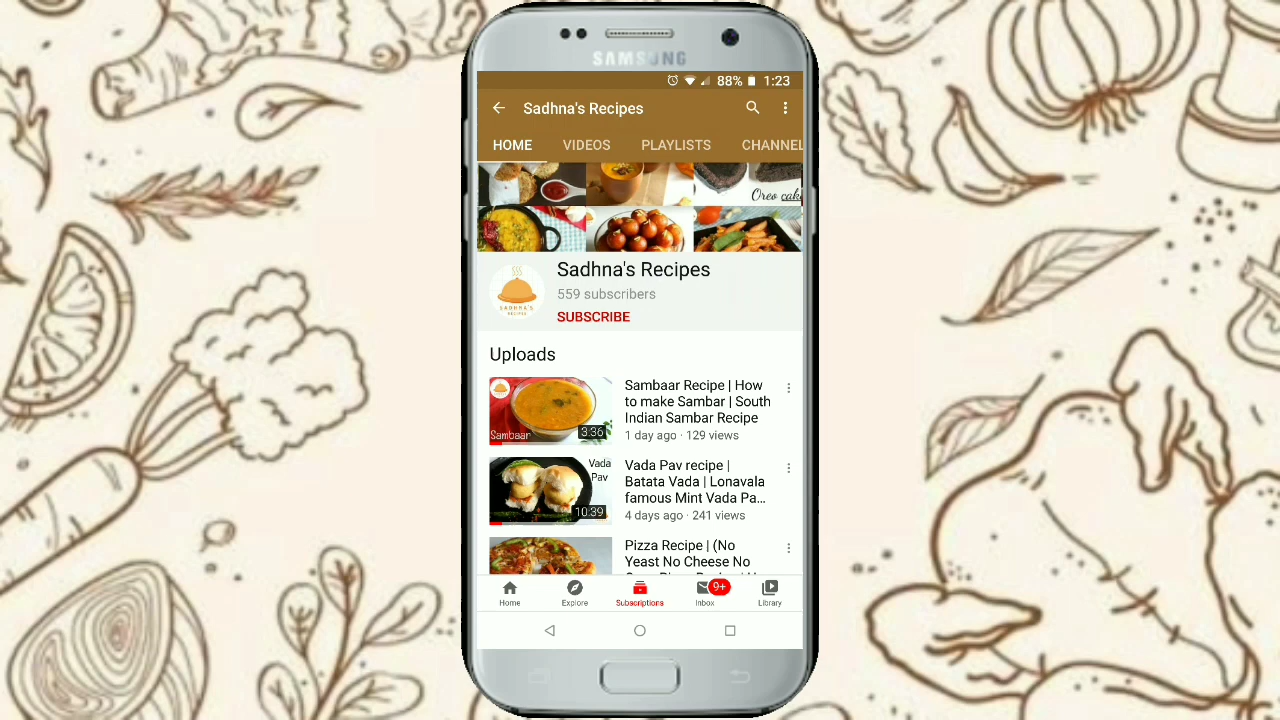 SAMSUNG
88% 1:23
Sadhna's Recipes
HOME VIDEOS PLAYLISTS CHANNEL
Oreo cake
Sadhna's Recipes
559 subscribers
SADHNA'S
RECIPES
SUBSCRIBE
Uploads
Sambaar Recipe | How
to make Sambar | South
Indian Sambar Recipe
1 day ago · 129 views
Sambaar
3:36
Vada Pav recipe |
Batata Vada | Lonavala
famous Mint Vada Pa...
4 days ago · 241 views
Vada
Pav
10:39
Pizza Recipe | (No
Yeast No Cheese No
9+
Home Explore Subscriptions Inbox Library